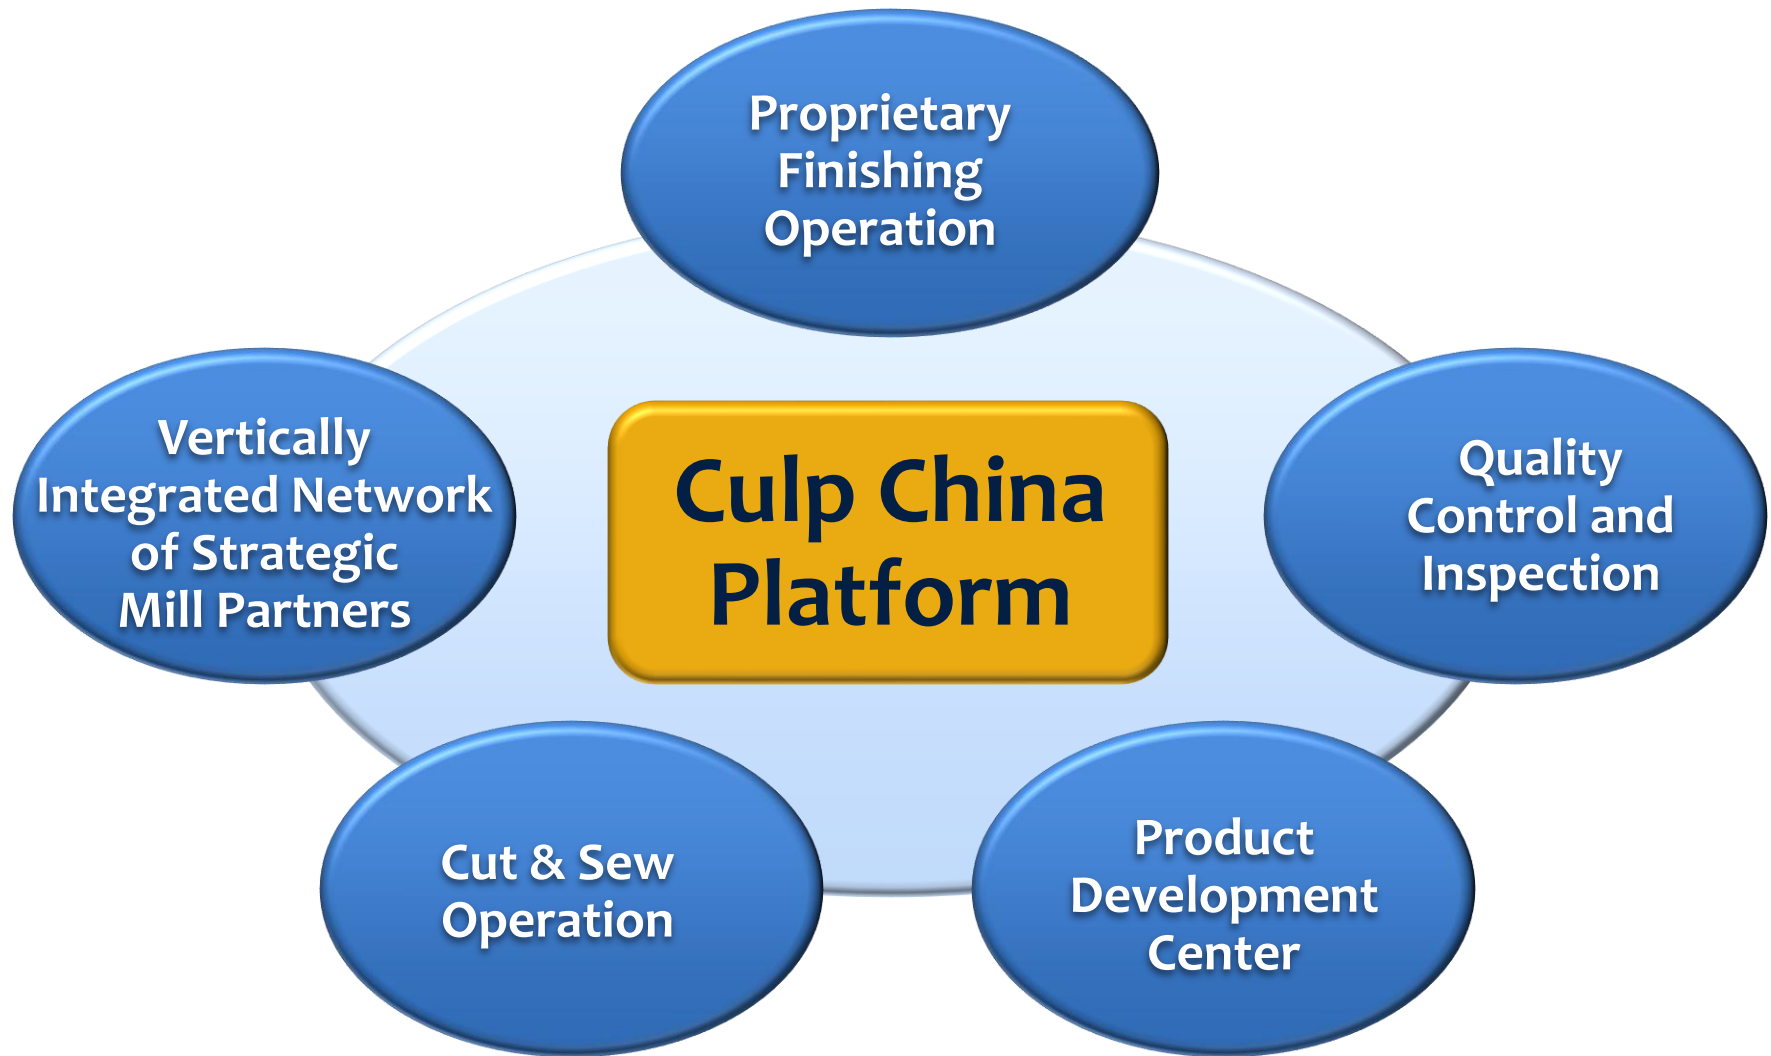 Proprietary
Finishing
Operation
Vertically
Integrated Network
of Strategic
Mill Partners
Culp China
Platform
Quality
Control and
Inspection
Cut & Sew
Operation
Product
Development
Center